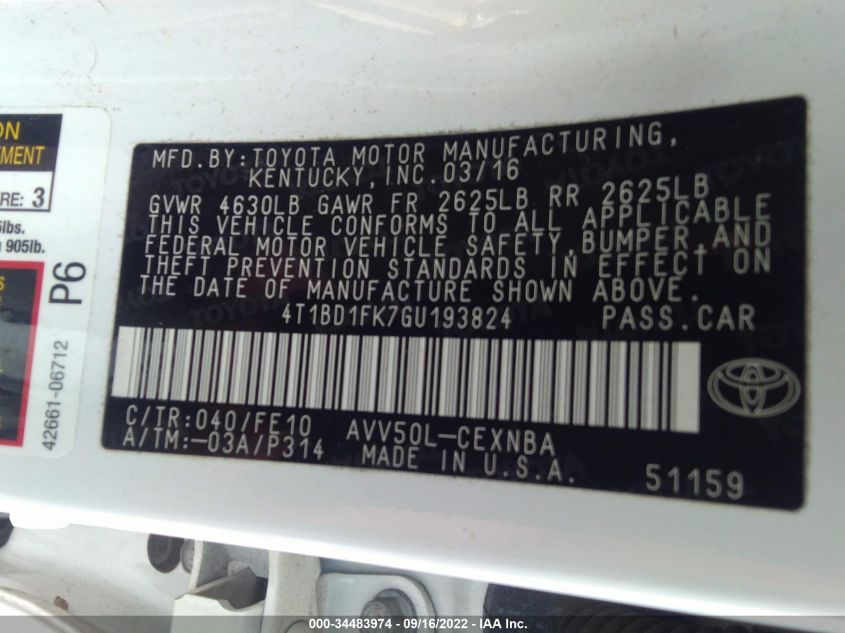 MFD.BY:TOYOTA MOTOR MANUFACTURING,
KENTUCKY,INC.03/16
GVWR 4630LB GAWR FR 2625LB RR 2625LB
THIS VEHICLE CONFORMS TO ALL APPLICABLE
FEDERAL MOTOR VEHICLE SAFETY,BUMPER,AND
THEFT PREVENTION STANDARDS IN EFFECT ON
THE DATE OF MANUFACTURE SHOWN ABOVE.
4T1BD1FK7GU193824 PASS.CAR
C/TR:040/FE10 AVV50L-CEXNBA
A/TM:-03A/P314 MADE IN U.S.A.
51159
3
lbs.
905lb.
P6
42661-06712
000-34483974 - 09/16/2022 - IAA Inc.